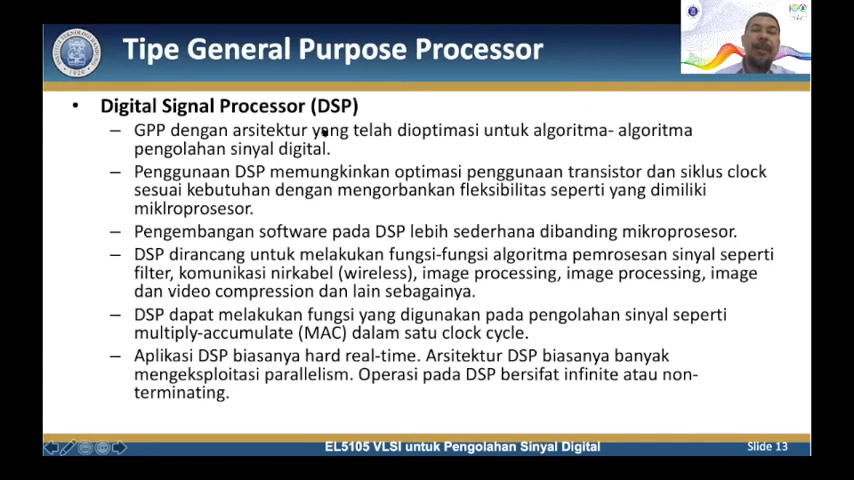 Tipe General Purpose Processor
• Digital Signal Processor (DSP)
– GPP dengan arsitektur yang telah dioptimasi untuk algoritma- algoritma
pengolahan sinyal digital.
– Penggunaan DSP memungkinkan optimasi penggunaan transistor dan siklus clock
sesuai kebutuhan dengan mengorbankan fleksibilitas seperti yang dimiliki
miklroprosesor.
– Pengembangan software pada DSP lebih sederhana dibanding mikroprosesor.
– DSP dirancang untuk melakukan fungsi-fungsi algoritma pemrosesan sinyal seperti
filter, komunikasi nirkabel (wireless), image processing, image processing, image
dan video compression dan lain sebagainya.
– DSP dapat melakukan fungsi yang digunakan pada pengolahan sinyal seperti
multiply-accumulate (MAC) dalam satu clock cycle.
– Aplikasi DSP biasanya hard real-time. Arsitektur DSP biasanya banyak
mengeksploitasi parallelism. Operasi pada DSP bersifat infinite atau non-
terminating.
EL5105 VLSI untuk Pengolahan Sinyal Digital
Slide 13